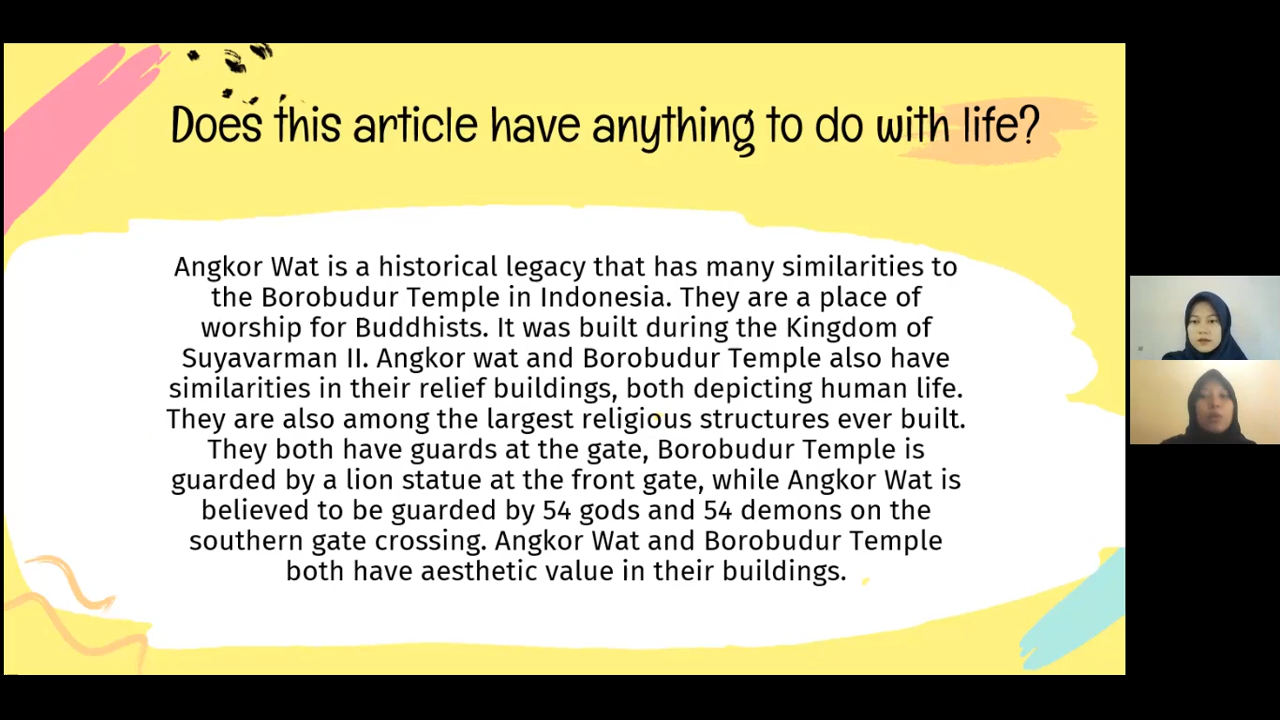 Does this article have anything to do with life?
Angkor Wat is a historical legacy that has many similarities to
the Borobudur Temple in Indonesia. They are a place of
worship for Buddhists. It was built during the Kingdom of
Suyavarman II. Angkor wat and Borobudur Temple also have
similarities in their relief buildings, both depicting human life.
They are also among the largest religious structures ever built.
They both have guards at the gate, Borobudur Temple is
guarded by a lion statue at the front gate, while Angkor Wat is
believed to be guarded by 54 gods and 54 demons on the
southern gate crossing. Angkor Wat and Borobudur Temple
both have aesthetic value in their buildings.